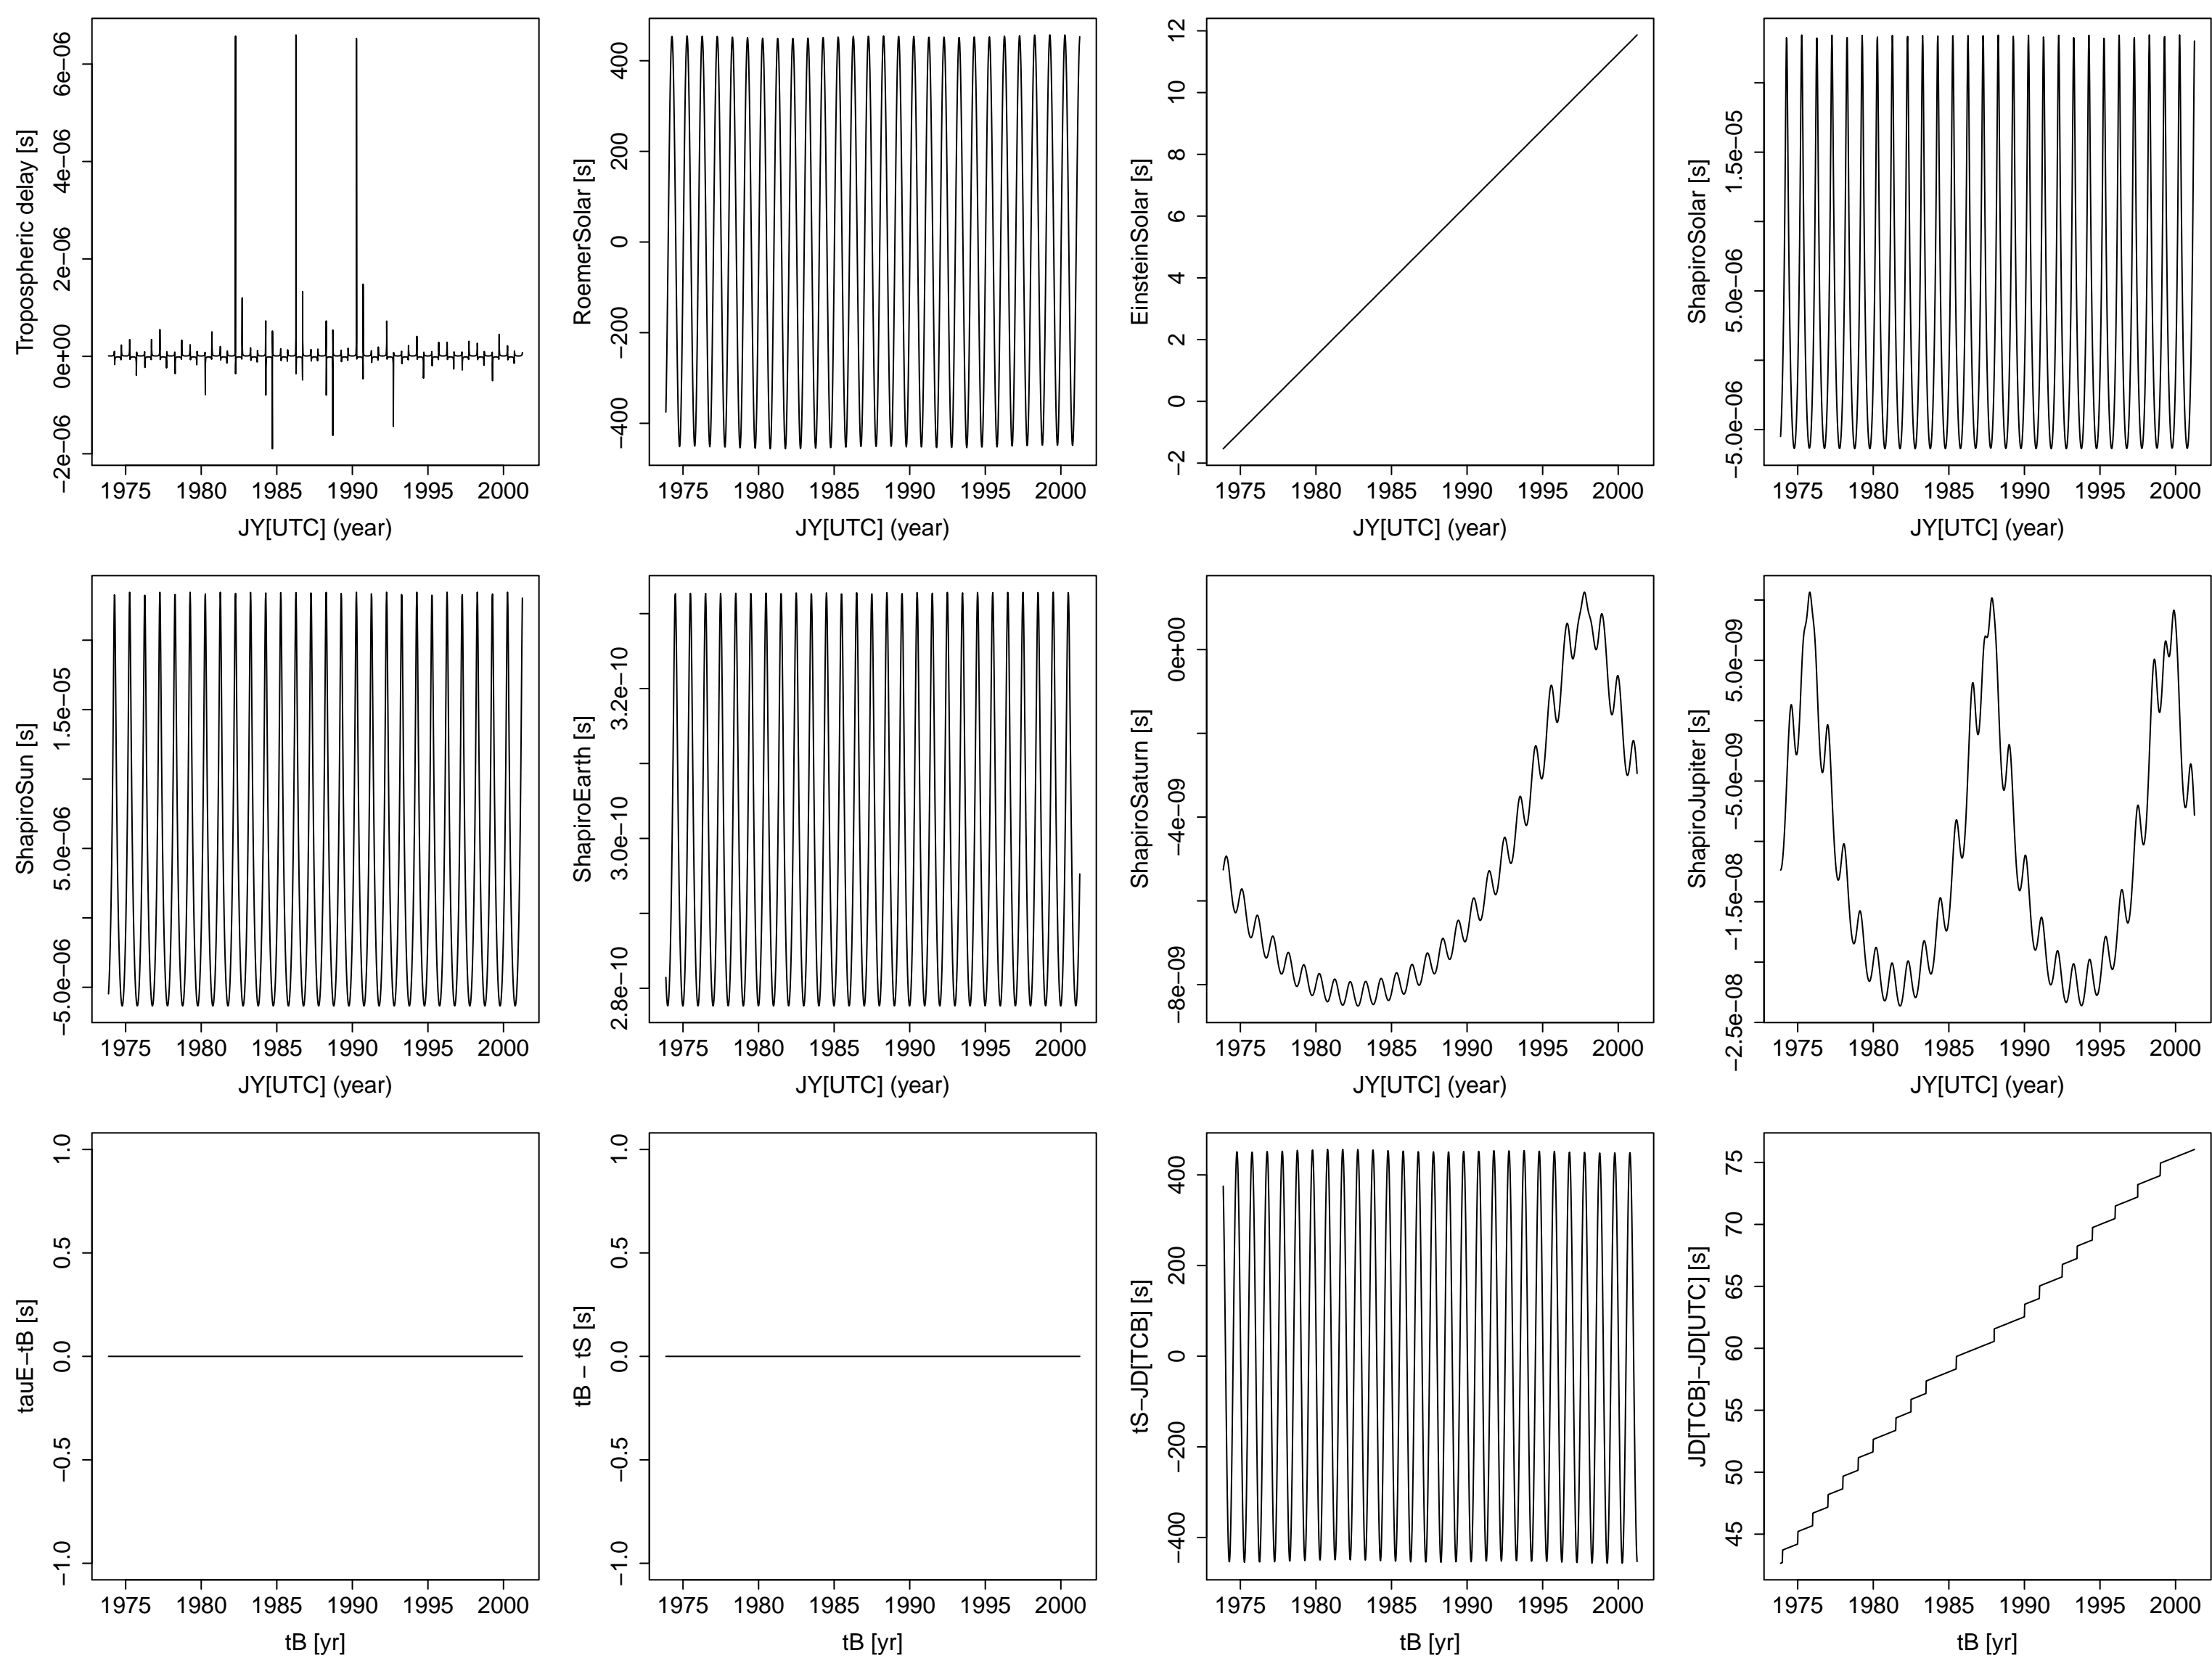 Tropospheric delay [s]
−2e−06 0e+00 2e−06 4e−06 6e−06
1975 1980 1985 1990 1995 2000
JY[UTC] (year)
RoemerSolar [s]
−400 −200 0 200 400
1975 1980 1985 1990 1995 2000
JY[UTC] (year)
EinsteinSolar [s]
−2 0 2 4 6 8 10 12
1975 1980 1985 1990 1995 2000
JY[UTC] (year)
ShapiroSolar [s]
−5.0e−06 5.0e−06 1.5e−05
1975 1980 1985 1990 1995 2000
JY[UTC] (year)
ShapiroSun [s]
−5.0e−06 5.0e−06 1.5e−05
1975 1980 1985 1990 1995 2000
JY[UTC] (year)
ShapiroEarth [s]
2.8e−10 3.0e−10 3.2e−10
1975 1980 1985 1990 1995 2000
JY[UTC] (year)
ShapiroSaturn [s]
−8e−09 −4e−09 0e+00
1975 1980 1985 1990 1995 2000
JY[UTC] (year)
ShapiroJupiter [s]
−2.5e−08 −1.5e−08 −5.0e−09 5.0e−09
1975 1980 1985 1990 1995 2000
JY[UTC] (year)
tauE−tB [s]
−1.0 −0.5 0.0 0.5 1.0
1975 1980 1985 1990 1995 2000
tB [yr]
tB − tS [s]
−1.0 −0.5 0.0 0.5 1.0
1975 1980 1985 1990 1995 2000
tB [yr]
tS−JD[TCB] [s]
−400 −200 0 200 400
1975 1980 1985 1990 1995 2000
tB [yr]
JD[TCB]−JD[UTC] [s]
45 50 55 60 65 70 75
1975 1980 1985 1990 1995 2000
tB [yr]